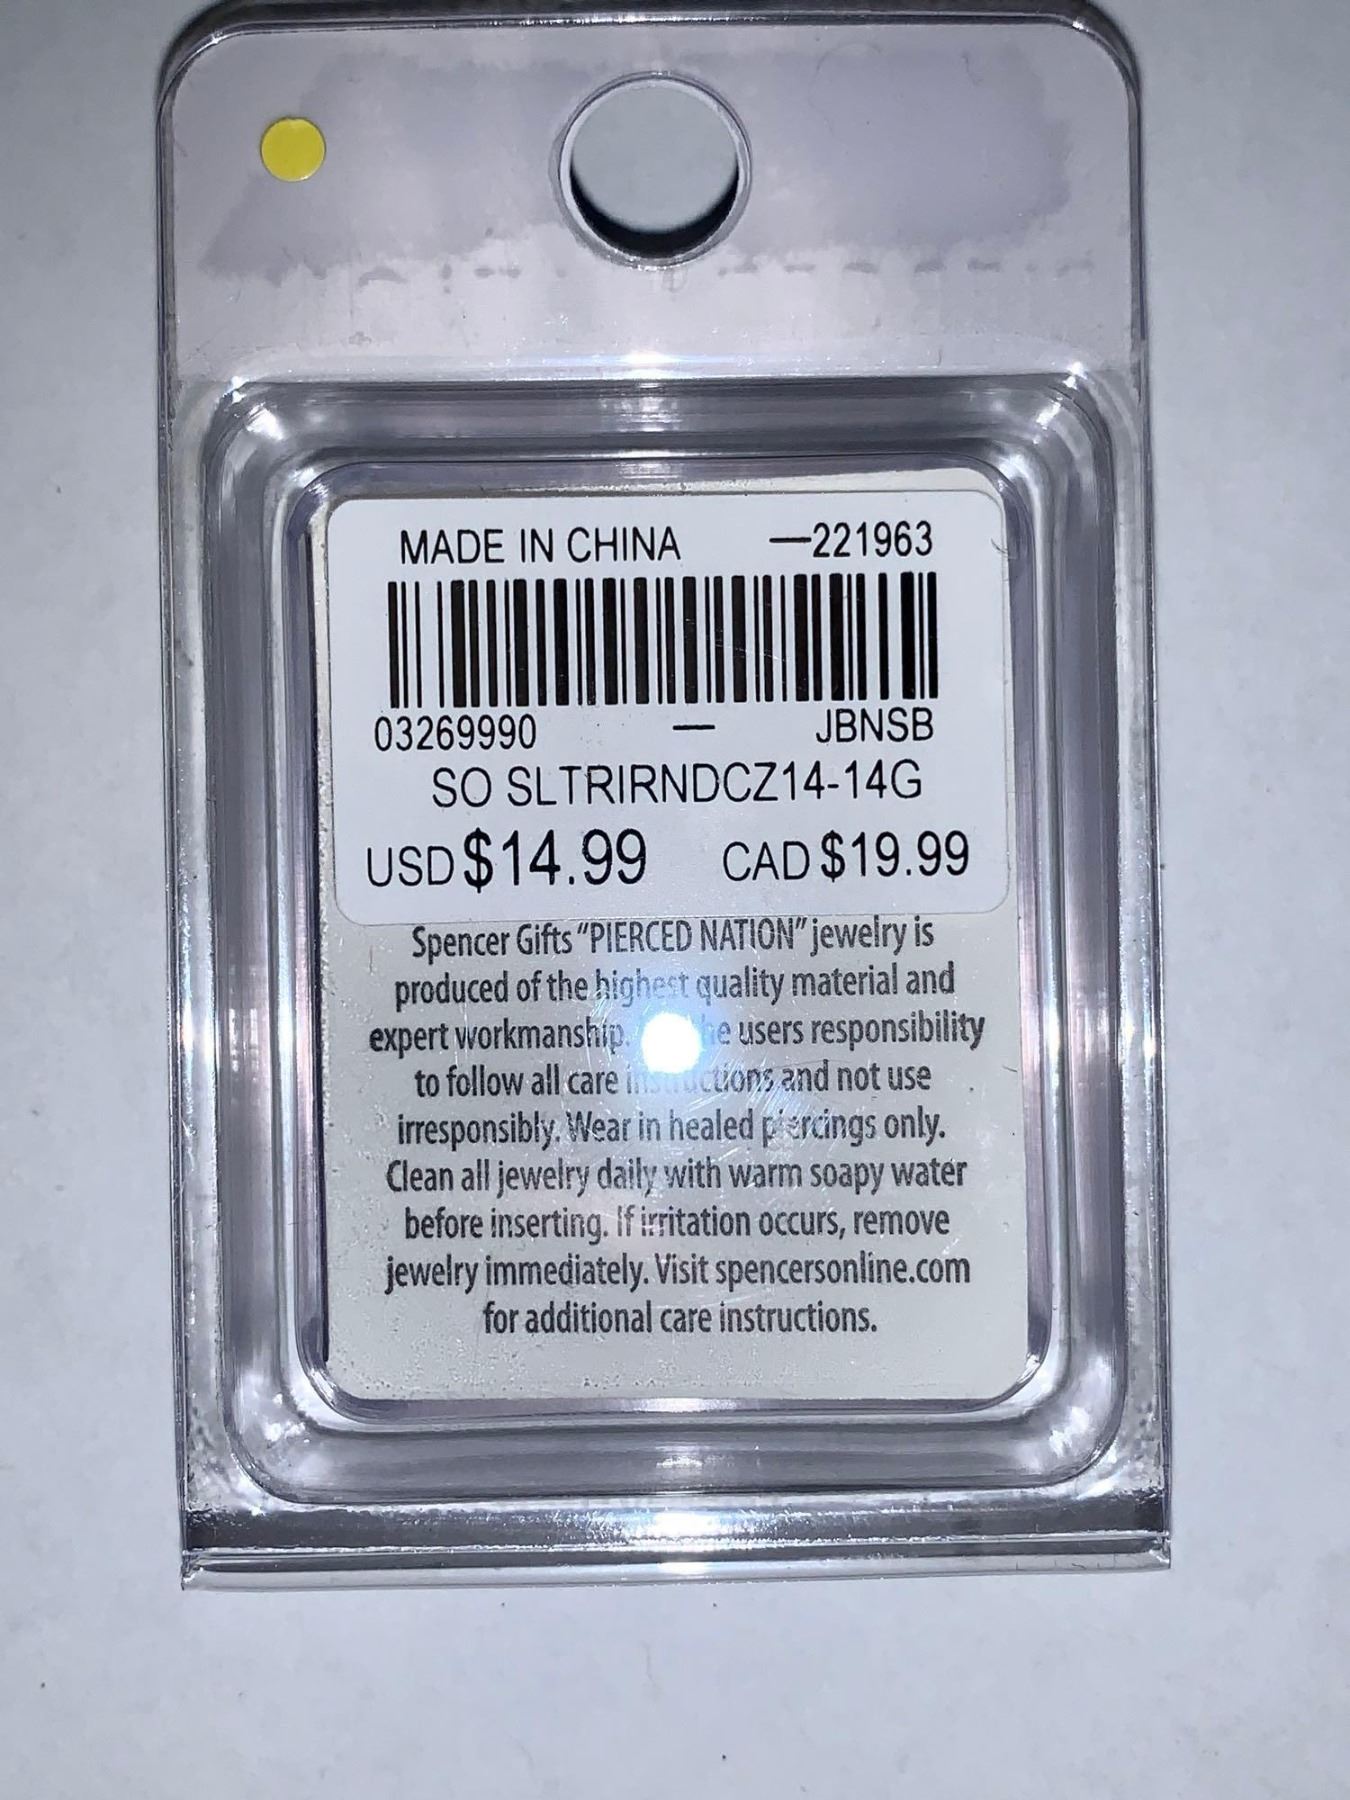 MADE IN CHINA —221963
03269990 — JBNSB
SO SLTRIRNDCZ14-14G
USD $14.99 CAD $19.99
Spencer Gifts “PIERCED NATION” jewelry is
produced of the highest quality material and
expert workmanship. users responsibility
to follow all care instructions and not use
irresponsibly. Wear in healed piercings only.
Clean all jewelry daily with warm soapy water
before inserting. If irritation occurs, remove
jewelry immediately. Visit spencersonline.com
for additional care instructions.